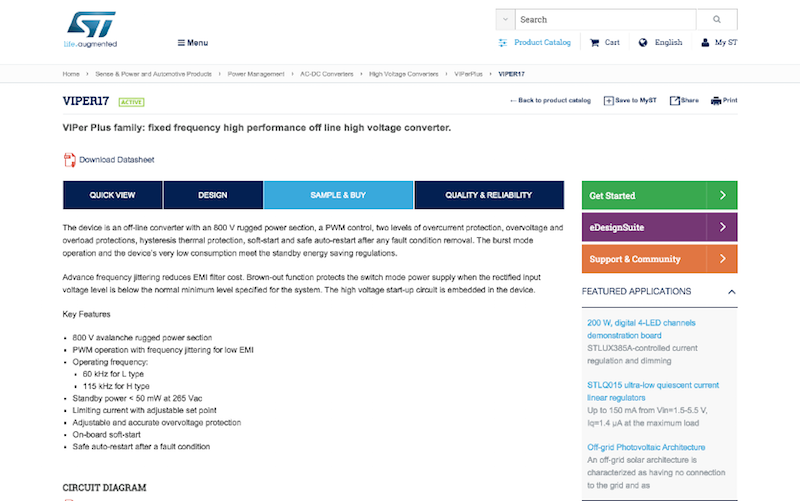 ST
life.augmented
Menu
Search
Product Catalog
Cart
English
My ST
Home › Sense & Power and Automotive Products › Power Management › AC-DC Converters › High Voltage Converters › VIPerPlus › VIPER17
VIPER17 ACTIVE
←Back to product catalog
Save to MyST
Share
Print
VIPer Plus family: fixed frequency high performance off line high voltage converter.
Download Datasheet
QUICK VIEW
DESIGN
SAMPLE & BUY
QUALITY & RELIABILITY
The device is an off-line converter with an 800 V rugged power section, a PWM control, two levels of overcurrent protection, overvoltage and
overload protections, hysteresis thermal protection, soft-start and safe auto-restart after any fault condition removal. The burst mode
operation and the device's very low consumption meet the standby energy saving regulations.
Advance frequency jittering reduces EMI filter cost. Brown-out function protects the switch mode power supply when the rectified input
voltage level is below the normal minimum level specified for the system. The high voltage start-up circuit is embedded in the device.
Key Features
• 800 V avalanche rugged power section
• PWM operation with frequency jittering for low EMI
• Operating frequency:
• 60 kHz for L type
• 115 kHz for H type
• Standby power < 50 mW at 265 Vac
• Limiting current with adjustable set point
• Adjustable and accurate overvoltage protection
• On-board soft-start
• Safe auto-restart after a fault condition
CIRCUIT DIAGRAM
Get Started
eDesignSuite
Support & Community
FEATURED APPLICATIONS
200 W, digital 4-LED channels
demonstration board
STLUX385A-controlled current
regulation and dimming
STLQ015 ultra-low quiescent current
linear regulators
Up to 150 mA from Vin=1.5-5.5 V,
Iq=1.4 μA at the maximum load
Off-grid Photovoltaic Architecture
An off-grid solar architecture is
characterized as having no connection
to the grid and as